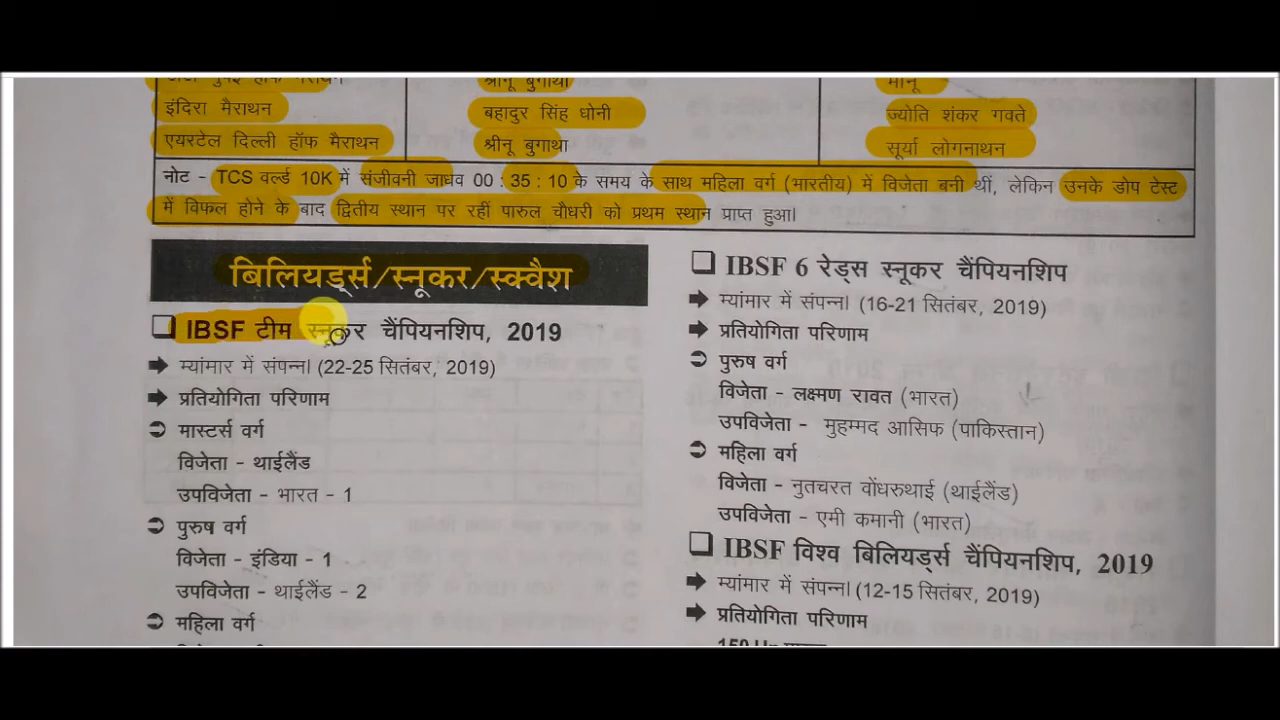 श्रीनू बुगाथा
मानू
इंदिरा मैराथन
बहादुर सिंह धोनी
ज्योति शंकर गवते
एयरटेल दिल्ली हॉफ मैराथन
श्रीनू बुगाथा
सूर्या लोगनाथन
नोट - TCS वर्ल्ड 10K में संजीवनी जाधव 00 : 35 : 10 के समय के साथ महिला वर्ग (भारतीय) में विजेता बनी थीं, लेकिन उनके डोप टेस्ट
में विफल होने के बाद द्वितीय स्थान पर रहीं पारुल चौधरी को प्रथम स्थान प्राप्त हुआ।
बिलियर्ड्स/स्नूकर/स्क्वैश
IBSF टीम स्नूकर चैंपियनशिप, 2019
म्यांमार में संपन्न। (22-25 सितंबर, 2019)
प्रतियोगिता परिणाम
मास्टर्स वर्ग
विजेता - थाईलैंड
उपविजेता - भारत - 1
पुरुष वर्ग
विजेता - इंडिया - 1
उपविजेता - थाईलैंड - 2
महिला वर्ग
IBSF 6 रेड्स स्नूकर चैंपियनशिप
म्यांमार में संपन्न। (16-21 सितंबर, 2019)
प्रतियोगिता परिणाम
पुरुष वर्ग
विजेता - लक्ष्मण रावत (भारत)
उपविजेता - मुहम्मद आसिफ (पाकिस्तान)
महिला वर्ग
विजेता - नुतचरत वोंधरुथाई (थाईलैंड)
उपविजेता - एमी कमानी (भारत)
IBSF विश्व बिलियर्ड्स चैंपियनशिप, 2019
म्यांमार में संपन्न। (12-15 सितंबर, 2019)
प्रतियोगिता परिणाम